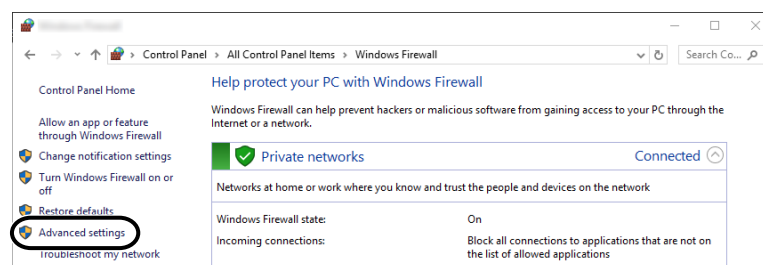 Control Panel > All Control Panel Items > Windows Firewall
Search Co...
Control Panel Home
Allow an app or feature
through Windows Firewall
Change notification settings
Turn Windows Firewall on or
off
Restore defaults
Advanced settings
Troubleshoot my network
Help protect your PC with Windows Firewall
Windows Firewall can help prevent hackers or malicious software from gaining access to your PC through the
Internet or a network.
Private networks
Connected
Networks at home or work where you know and trust the people and devices on the network
Windows Firewall state:
On
Incoming connections:
Block all connections to applications that are not on
the list of allowed applications